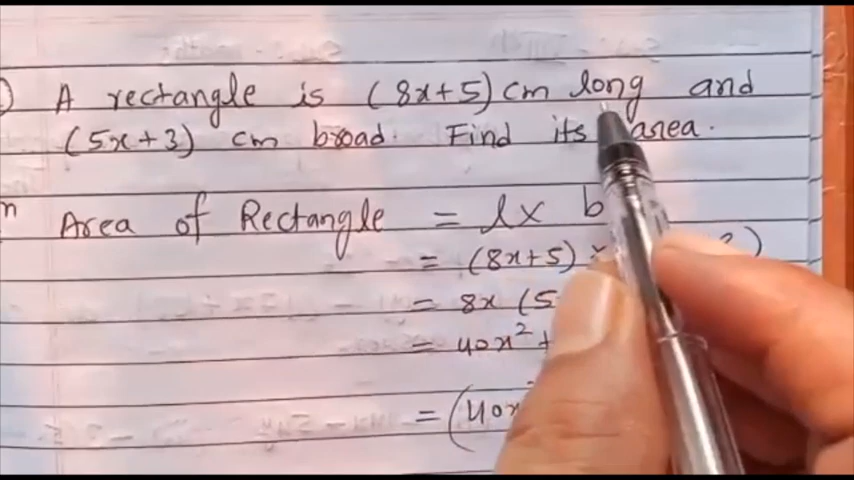 A rectangle is (8x+5) cm long and
(5x+3) cm broad. Find its area.
Area of Rectangle = l x b
= (8x+5) x
= 8x (5
= 40x² +
= (40x